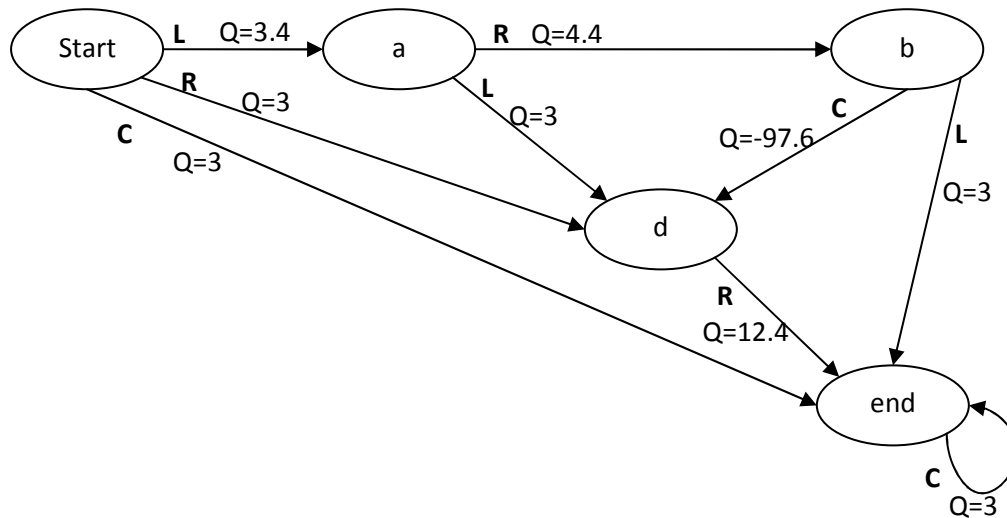 L Q=3.4
Start
a
R Q=4.4
b
R
Q=3
L
Q=3
C
Q=3
C
Q=-97.6
L
Q=3
d
R
Q=12.4
end
C
Q=3